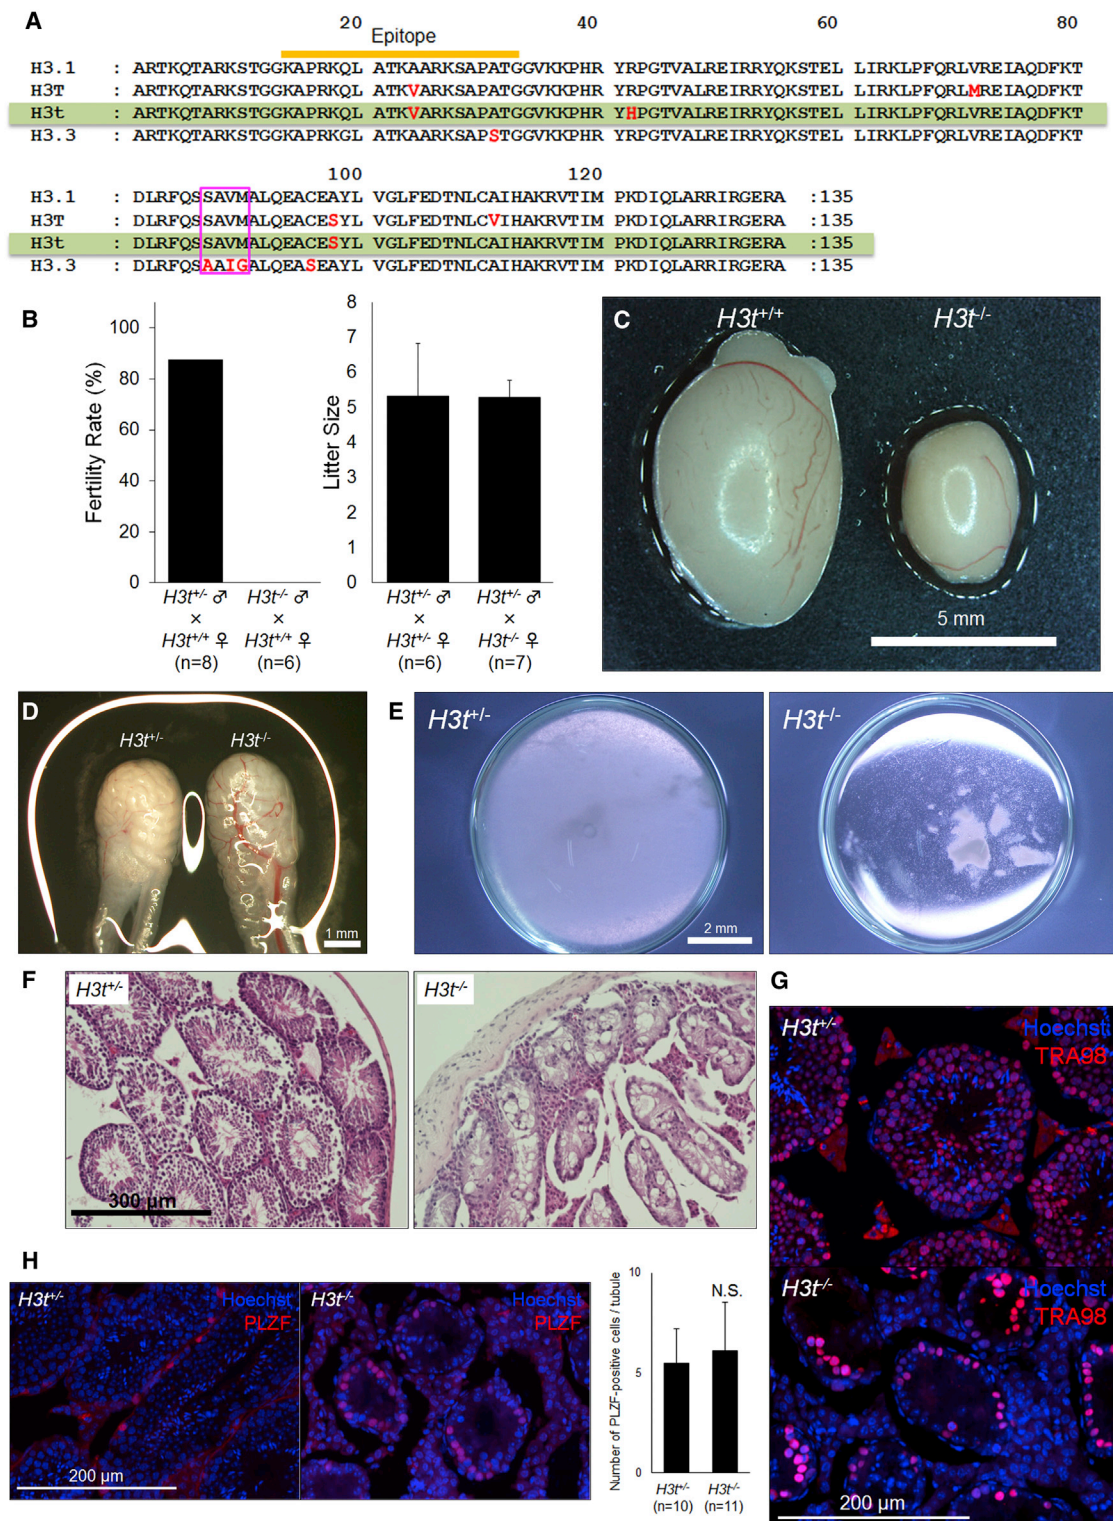 A
20 40 60 80
Epitope
H3.1 : ARTKQTARKSTGGKAPRKQL ATKAARKSAPATGGVKKPHR YRPGTVALREIRRYQKSTEL LIRKLPFQRLVREIAQDFKT
H3T : ARTKQTARKSTGGKAPRKQL ATKVARKSAPATGGVKKPHR YRPGTVALREIRRYQKSTEL LIRKLPFQRLMREIAQDFKT
H3t : ARTKQTARKSTGGKAPRKQL ATKVARKSAPATGGVKKPHR YHPGTVALREIRRYQKSTEL LIRKLPFQRLVREIAQDFKT
H3.3 : ARTKQTARKSTGGKAPRKGL ATKAARKSAPSTGGVKKPHR YRPGTVALREIRRYQKSTEL LIRKLPFQRLVREIAQDFKT
100 120
H3.1 : DLRFQSSAVMALQEACEAYL VGLFEDTNLCAIHAKRVTIM PKDIQLARRIRGERA :135
H3T : DLRFQSSAVMALQEACESYL VGLFEDTNLCVIHAKRVTIM PKDIQLARRIRGERA :135
H3t : DLRFQSSAVMALQEACESYL VGLFEDTNLCAIHAKRVTIM PKDIQLARRIRGERA :135
H3.3 : DLRFQSAAIGALQEASEAYL VGLFEDTNLCAIHAKRVTIM PKDIQLARRIRGERA :135
B
Fertility Rate (%)
100
80
60
40
20
0
H3t+/- ♂ H3t-/- ♂
× ×
H3t+/+ ♀ H3t+/+ ♀
(n=8) (n=6)
Litter Size
8
7
6
5
4
3
2
1
0
H3t+/- ♂ H3t+/- ♂
× ×
H3t+/- ♀ H3t-/- ♀
(n=6) (n=7)
C
H3t+/+ H3t-/-
5 mm
D
H3t+/- H3t-/-
1 mm
E
H3t+/- H3t-/-
2 mm
F
H3t+/- H3t-/-
300 µm
G
H3t+/- Hoechst
TRA98
H3t-/- Hoechst
TRA98
200 µm
H
H3t+/- Hoechst
PLZF
200 µm
H3t-/- Hoechst
PLZF
Number of PLZF-positive cells / tubule
10
5
0
N.S.
H3t+/- H3t-/-
(n=10) (n=11)